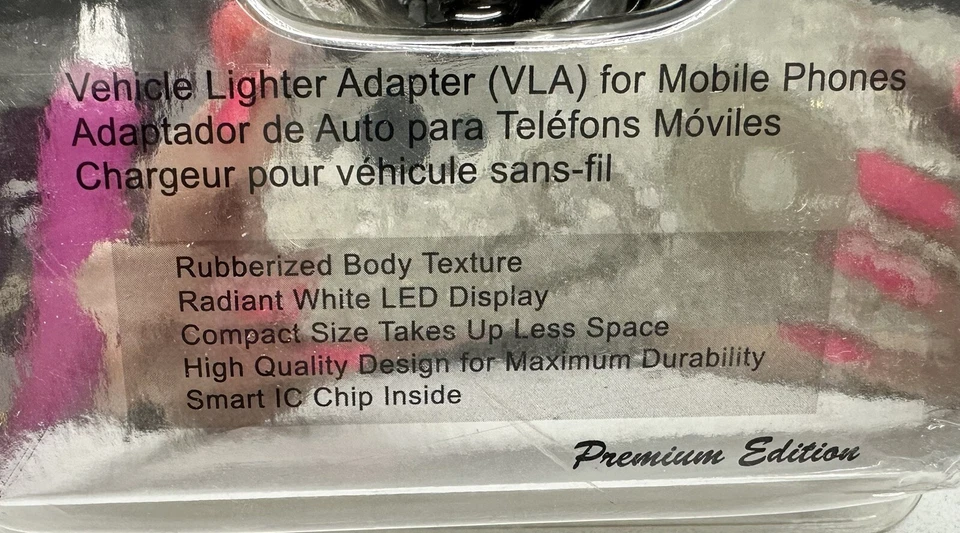 Vehicle Lighter Adapter (VLA) for Mobile Phones
Adaptador de Auto para Teléfons Móviles
Chargeur pour véhicule sans-fil
Rubberized Body Texture
Radiant White LED Display
Compact Size Takes Up Less Space
High Quality Design for Maximum Durability
Smart IC Chip Inside
Premium Edition